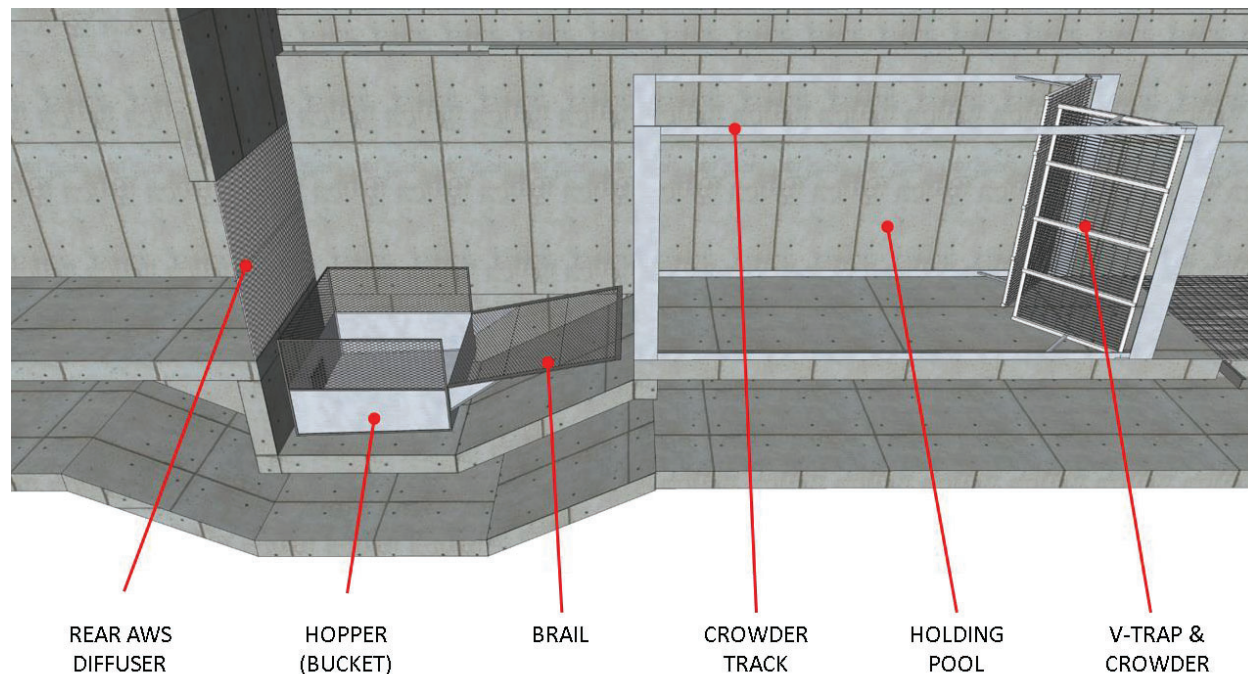 REAR AWS
DIFFUSER
HOPPER
(BUCKET)
BRAIL
CROWDER
TRACK
HOLDING
POOL
V-TRAP &
CROWDER